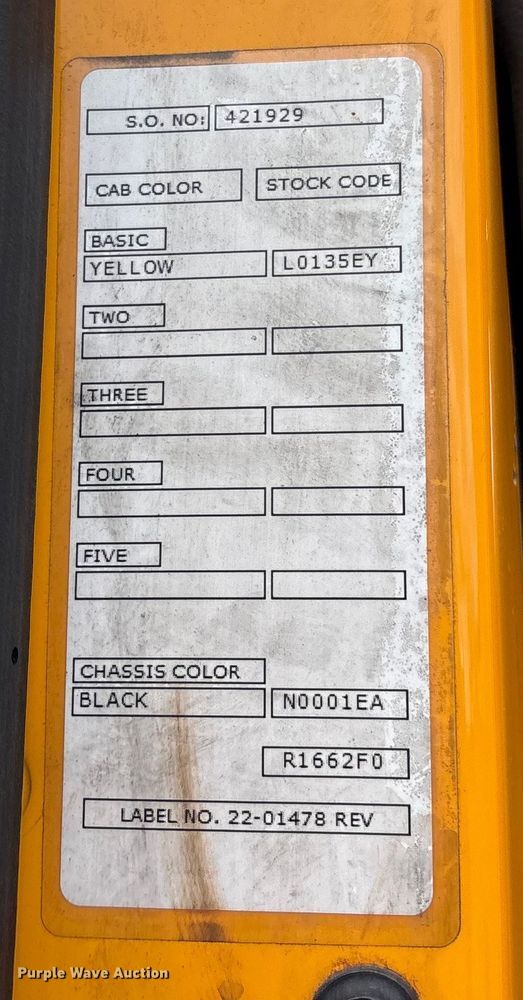 S.O. NO: 421929
CAB COLOR STOCK CODE
BASIC
YELLOW L0135EY
TWO
THREE
FOUR
FIVE
CHASSIS COLOR
BLACK N0001EA
R1662F0
LABEL NO. 22-01478 REV
Purple Wave Auction